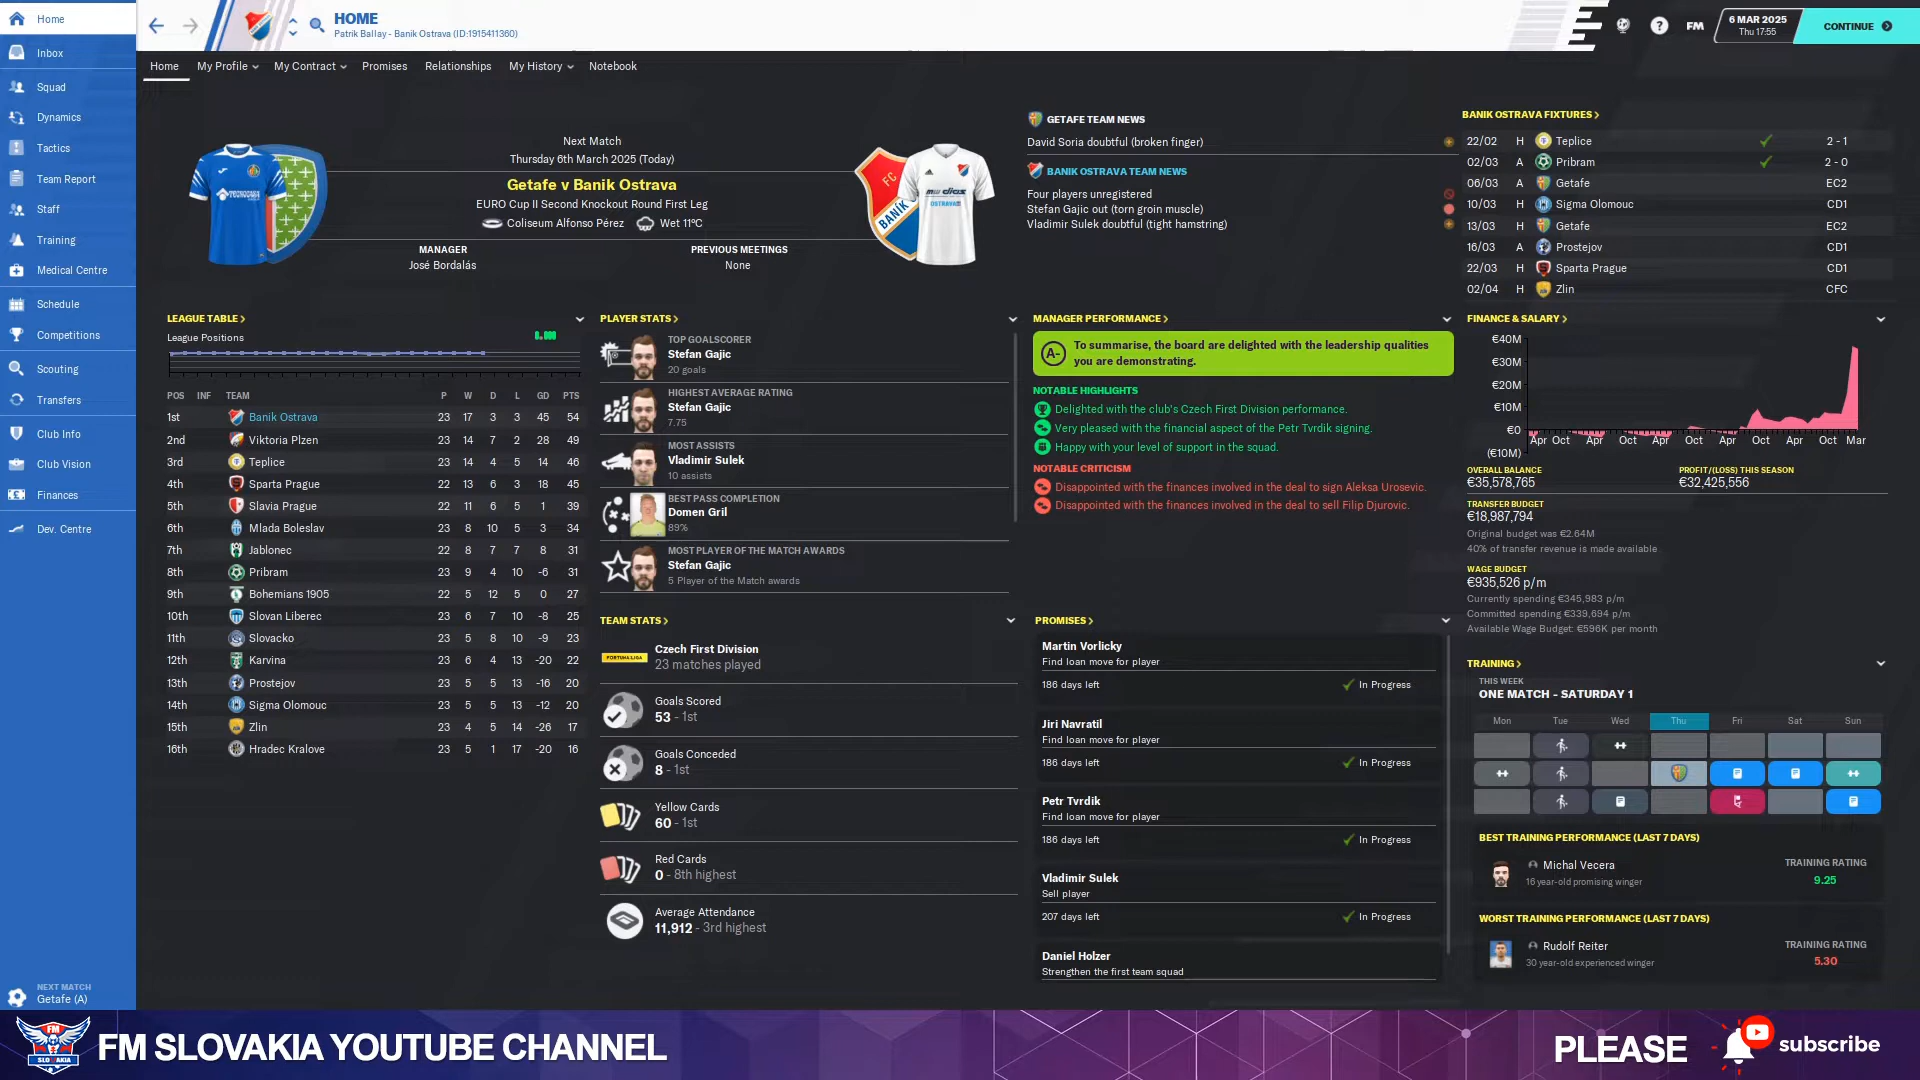 Home
Inbox
Squad
Dynamics
Tactics
Team Report
Staff
Training
Medical Centre
Schedule
Competitions
Scouting
Transfers
Club Info
Club Vision
Finances
Dev. Centre
NEXT MATCH
Getafe (A)
HOME
Patrik Ballay - Banik Ostrava (ID:1915411360)
FM
6 MAR 2025
Thu 17:55
CONTINUE
Home
My Profile
My Contract
Promises
Relationships
My History
Notebook
Next Match
Thursday 6th March 2025 (Today)
Getafe v Banik Ostrava
EURO Cup II Second Knockout Round First Leg
Coliseum Alfonso Pérez Wet 11°C
MANAGER
José Bordalás
PREVIOUS MEETINGS
None
FC
BANÍK
GETAFE TEAM NEWS
David Soria doubtful (broken finger)
BANIK OSTRAVA TEAM NEWS
Four players unregistered
Stefan Gajic out (torn groin muscle)
Vladimir Sulek doubtful (tight hamstring)
BANIK OSTRAVA FIXTURES
22/02 H Teplice 2 - 1
02/03 A Pribram 2 - 0
06/03 A Getafe EC2
10/03 H Sigma Olomouc CD1
13/03 H Getafe EC2
16/03 A Prostejov CD1
22/03 H Sparta Prague CD1
02/04 H Zlin CFC
LEAGUE TABLE
League Positions
POS INF TEAM P W D L GD PTS
1st Banik Ostrava 23 17 3 3 45 54
2nd Viktoria Plzen 23 14 7 2 28 49
3rd Teplice 23 14 4 5 14 46
4th Sparta Prague 22 13 6 3 18 45
5th Slavia Prague 22 11 6 5 1 39
6th Mlada Boleslav 23 8 10 5 3 34
7th Jablonec 22 8 7 7 8 31
8th Pribram 23 9 4 10 -6 31
9th Bohemians 1905 22 5 12 5 0 27
10th Slovan Liberec 23 6 7 10 -8 25
11th Slovacko 23 5 8 10 -9 23
12th Karvina 23 6 4 13 -20 22
13th Prostejov 23 5 5 13 -16 20
14th Sigma Olomouc 23 5 5 13 -12 20
15th Zlin 23 4 5 14 -26 17
16th Hradec Kralove 23 5 1 17 -20 16
PLAYER STATS
TOP GOALSCORER
Stefan Gajic
20 goals
HIGHEST AVERAGE RATING
Stefan Gajic
7.75
MOST ASSISTS
Vladimir Sulek
10 assists
BEST PASS COMPLETION
Domen Gril
89%
MOST PLAYER OF THE MATCH AWARDS
Stefan Gajic
5 Player of the Match awards
TEAM STATS
Czech First Division
23 matches played
Goals Scored
53 - 1st
Goals Conceded
8 - 1st
Yellow Cards
60 - 1st
Red Cards
0 - 8th highest
Average Attendance
11,912 - 3rd highest
MANAGER PERFORMANCE
A-
To summarise, the board are delighted with the leadership qualities
you are demonstrating.
NOTABLE HIGHLIGHTS
Delighted with the club's Czech First Division performance.
Very pleased with the financial aspect of the Petr Tvrdik signing.
Happy with your level of support in the squad.
NOTABLE CRITICISM
Disappointed with the finances involved in the deal to sign Aleksa Urosevic.
Disappointed with the finances involved in the deal to sell Filip Djurovic.
PROMISES
Martin Vorlicky
Find loan move for player
186 days left In Progress
Jiri Navratil
Find loan move for player
186 days left In Progress
Petr Tvrdik
Find loan move for player
186 days left In Progress
Vladimir Sulek
Sell player
207 days left In Progress
Daniel Holzer
Strengthen the first team squad
FINANCE & SALARY
€40M
€30M
€20M
€10M
€0
(€10M)
Apr Oct Apr Oct Apr Oct Apr Oct Apr Oct Mar
OVERALL BALANCE
€35,578,765
PROFIT/(LOSS) THIS SEASON
€32,425,556
TRANSFER BUDGET
€18,987,794
Original budget was €2.64M
40% of transfer revenue is made available
WAGE BUDGET
€935,526 p/m
Currently spending €345,983 p/m
Committed spending €339,694 p/m
Available Wage Budget: €596K per month
TRAINING
THIS WEEK
ONE MATCH - SATURDAY 1
Mon Tue Wed Thu Fri Sat Sun
BEST TRAINING PERFORMANCE (LAST 7 DAYS)
Michal Vecera
16 year-old promising winger
TRAINING RATING
9.25
WORST TRAINING PERFORMANCE (LAST 7 DAYS)
Rudolf Reiter
30 year-old experienced winger
TRAINING RATING
5.30
FM
SLOVAKIA
FM SLOVAKIA YOUTUBE CHANNEL
PLEASE
subscribe